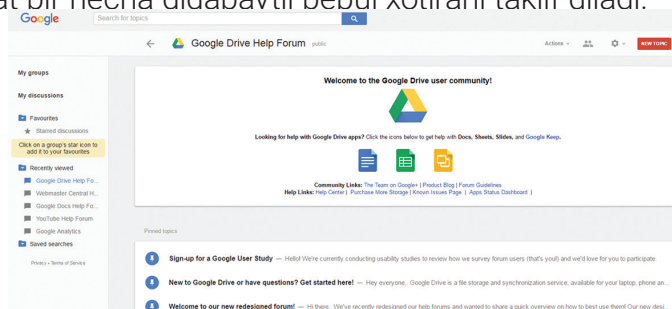 at bir necha gigabaytli bepul xotirani taklif qiladi.
Google
Search for topics
Google Drive Help Forum public
Actions
NEW TOPIC
My groups
My discussions
Favourites
Starred discussions
Click on a group's star icon to
add it to your favourites
Recently viewed
Google Drive Help Fo...
Webmaster Central H...
Google Docs Help Fo...
YouTube Help Forum
Google Analytics
Saved searches
Privacy - Terms of Service
Welcome to the Google Drive user community!
Looking for help with Google Drive apps? Click the icons below to get help with Docs, Sheets, Slides, and Google Keep.
Community Links: The Team on Google+ | Product Blog | Forum Guidelines
Help Links: Help Center | Purchase More Storage | Known Issues Page | Apps Status Dashboard |
Pinned topics
Sign-up for a Google User Study — Hello! We're currently conducting usability studies to review how we survey forum users (that's you!) and we'd love for you to participate.
New to Google Drive or have questions? Get started here! — Hey everyone, Google Drive is a file storage and synchronization service, available for your laptop, phone an...
Welcome to our new redesigned forum! — Hi there, We've recently redesigned our help forums and wanted to share a quick overview on how to best use them! Our new desi...